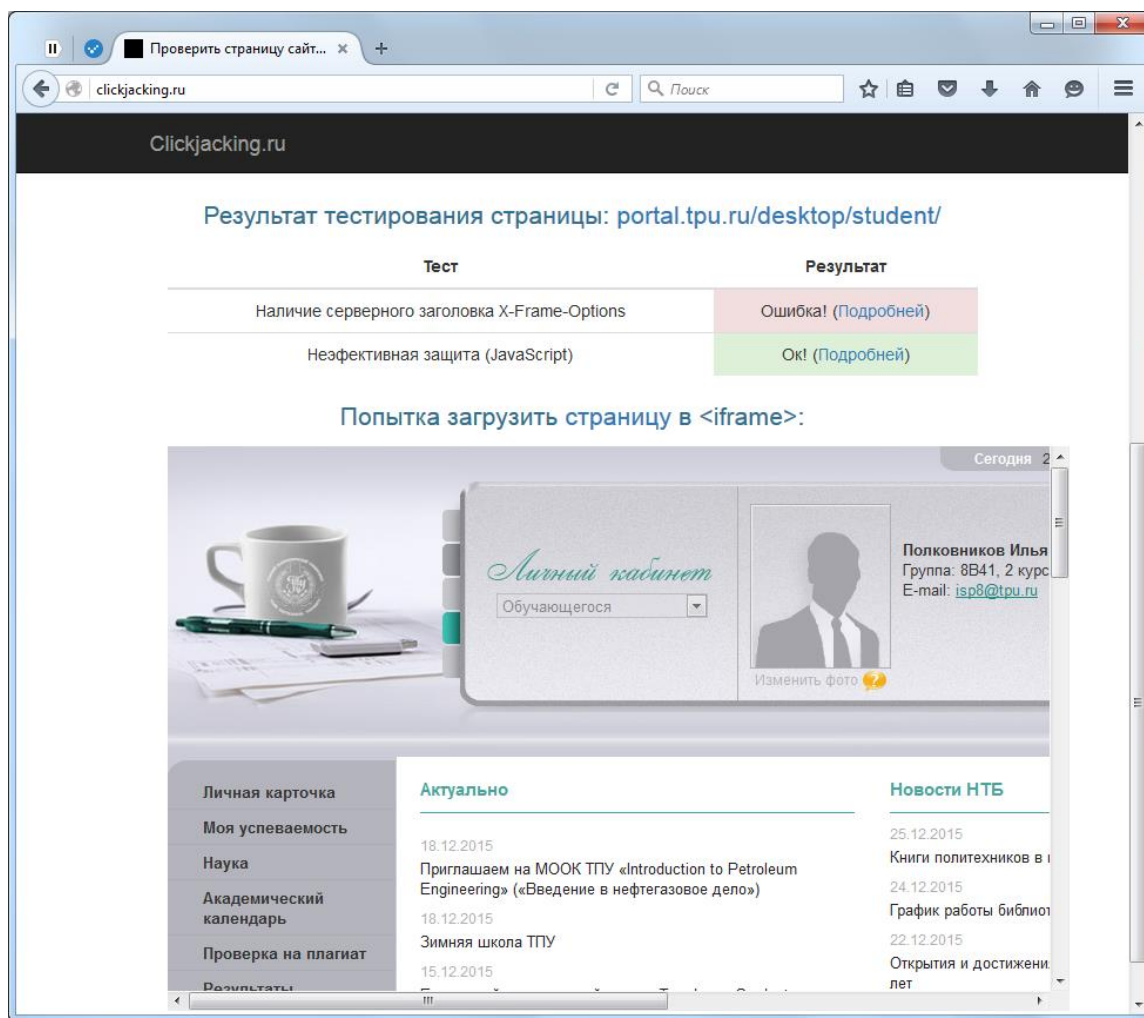 Проверить страницу сайт...
clickjacking.ru
Поиск
Clickjacking.ru
Результат тестирования страницы: portal.tpu.ru/desktop/student/
Тест Результат
Наличие серверного заголовка X-Frame-Options Ошибка! (Подробней)
Неэфективная защита (JavaScript) Ок! (Подробней)
Попытка загрузить страницу в <iframe>:
Сегодня 2
Личный кабинет
Обучающегося
Полковников Илья
Группа: 8В41, 2 курс
E-mail: isp8@tpu.ru
Изменить фото
Личная карточка
Моя успеваемость
Наука
Академический
календарь
Проверка на плагиат
Результаты
Актуально
18.12.2015
Приглашаем на МООК ТПУ «Introduction to Petroleum
Engineering» («Введение в нефтегазовое дело»)
18.12.2015
Зимняя школа ТПУ
15.12.2015
Новости НТБ
25.12.2015
Книги политехников в
24.12.2015
График работы библиот
22.12.2015
Открытия и достижени
лет